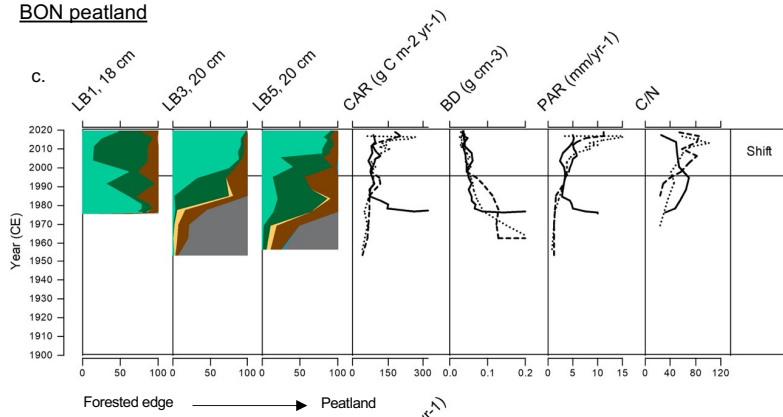 BON peatland
c.
LB1, 18 cm
LB3, 20 cm
LB5, 20 cm
CAR (g C m-2 yr-1)
BD (g cm-3)
PAR (mm/yr-1)
C/N
2020
2010
2000
1990
1980
1970
1960
1950
1940
1930
1920
1910
1900
Year (CE)
Shift
0 50 100
0 50 100
0 50 100
0 150 300
0.0 0.1 0.2
0 5 10 15
0 40 80 120
Forested edge Peatland
yr-1)